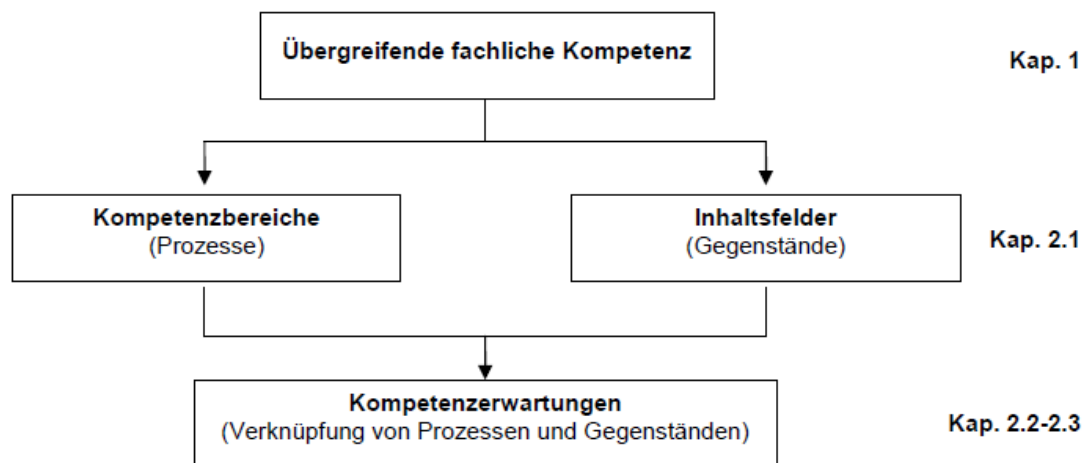 Übergreifende fachliche Kompetenz
Kap. 1
Kompetenzbereiche
(Prozesse)
Inhaltsfelder
(Gegenstände)
Kap. 2.1
Kompetenzerwartungen
(Verknüpfung von Prozessen und Gegenständen)
Kap. 2.2-2.3